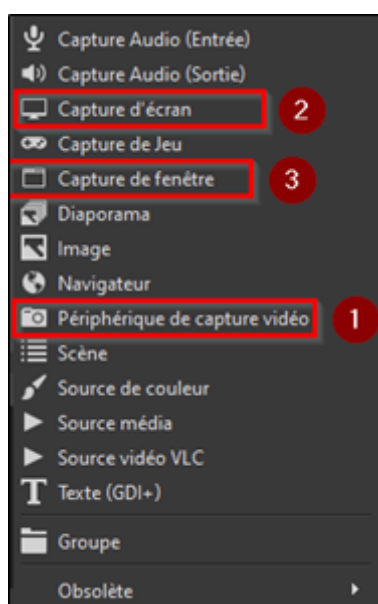 Capture Audio (Entrée)
Capture Audio (Sortie)
Capture d'écran 2
Capture de Jeu
Capture de fenêtre 3
Diaporama
Image
Navigateur
Périphérique de capture vidéo 1
Scène
Source de couleur
Source média
Source vidéo VLC
Texte (GDI+)
Groupe
Obsolète